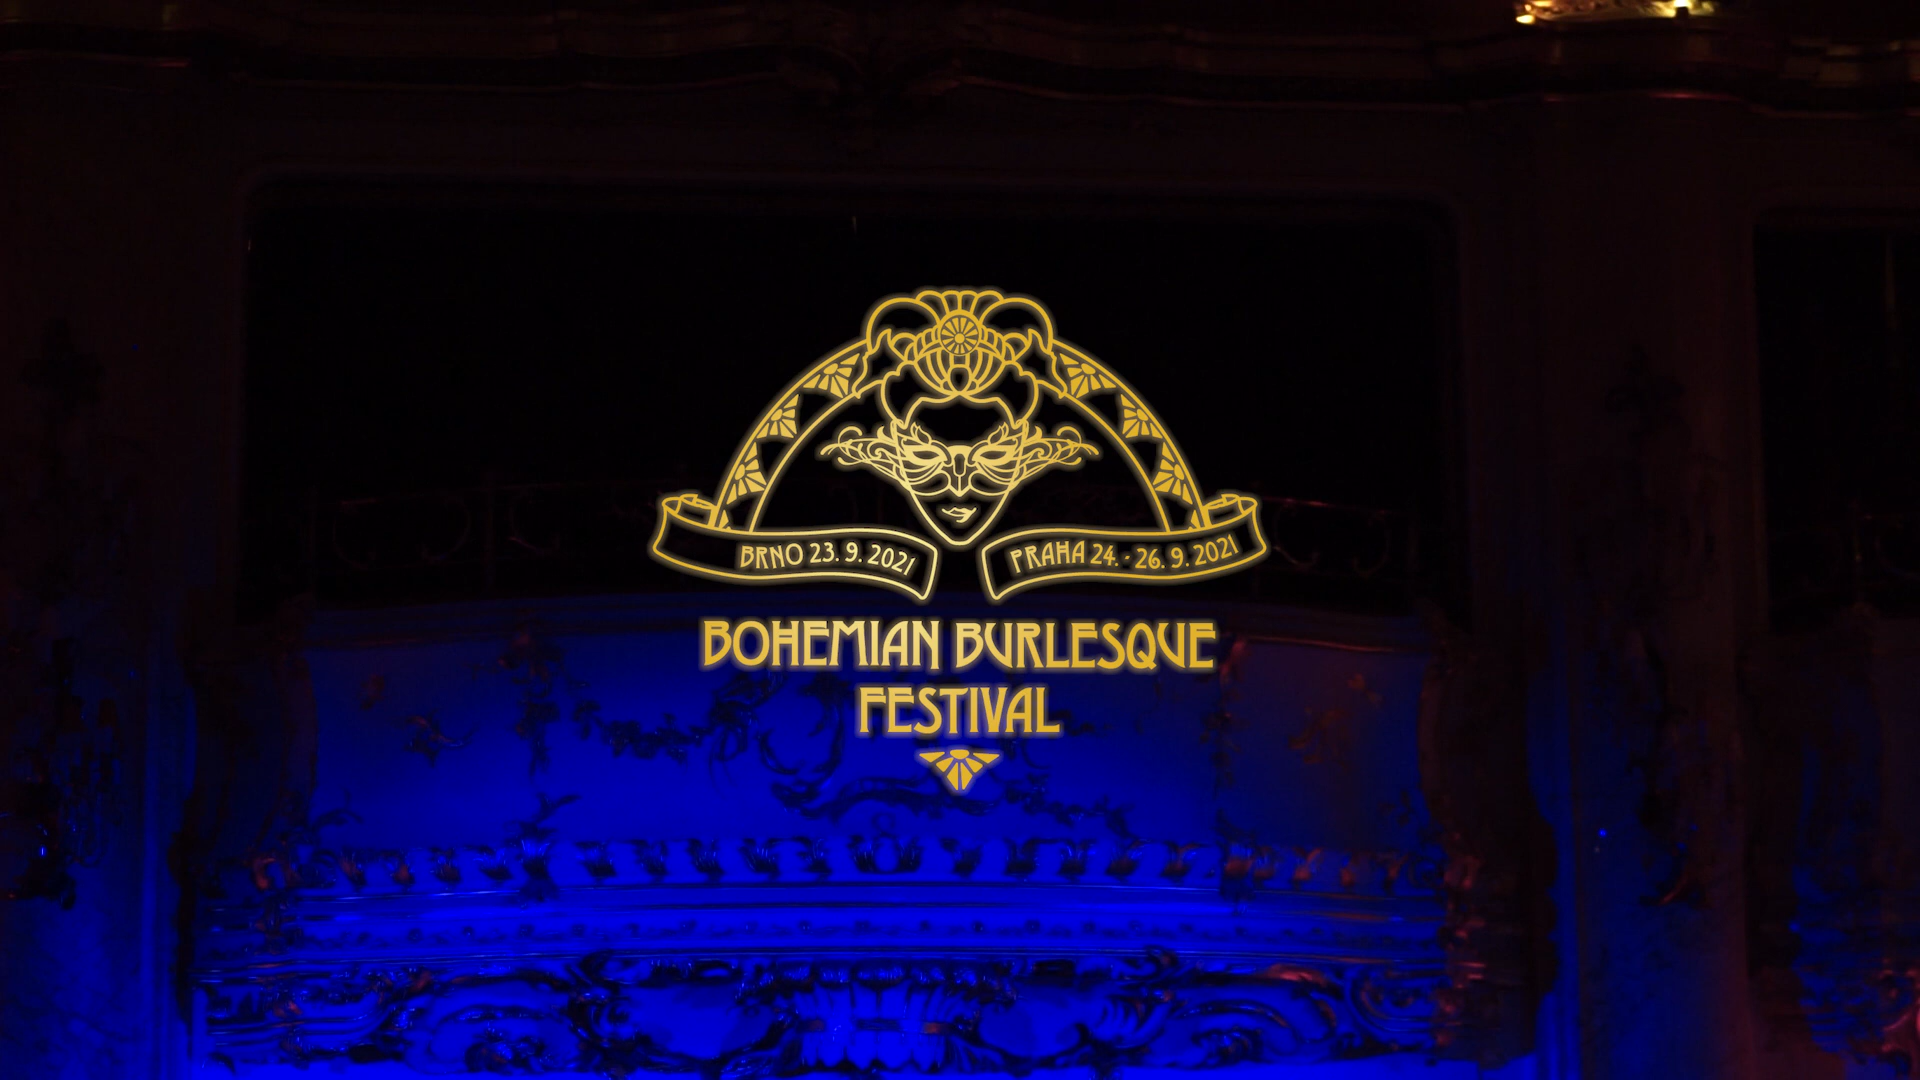 BRNO 23. 9. 2021
PRAHA 24. - 26. 9. 2021
BOHEMIAN BURLESQUE
FESTIVAL